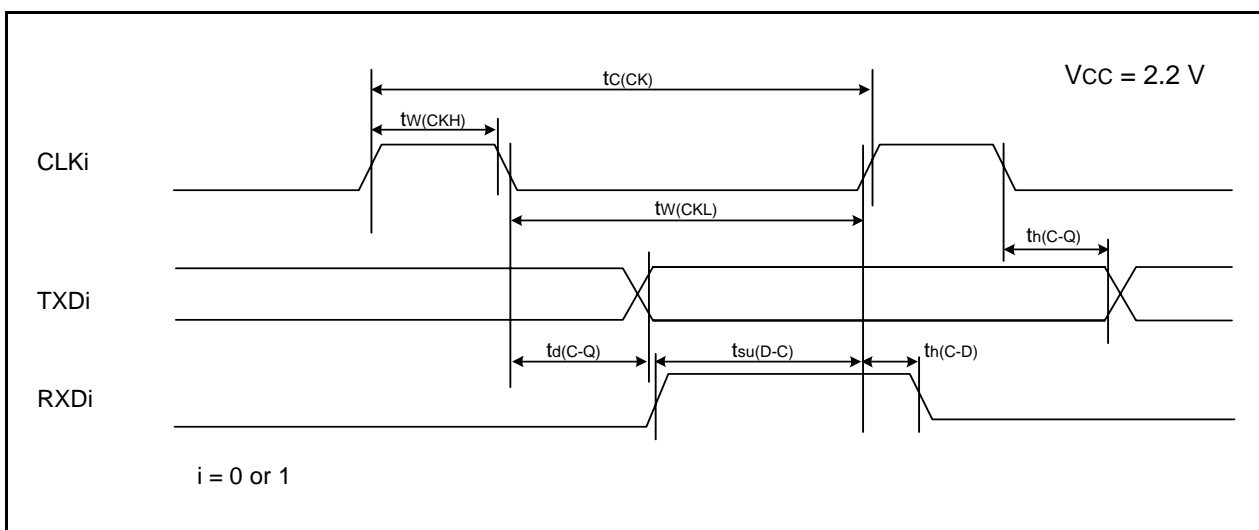 VCC = 2.2 V
tC(CK)
tW(CKH)
CLKi
tW(CKL)
th(C-Q)
TXDi
td(C-Q)
tsu(D-C)
th(C-D)
RXDi
i = 0 or 1